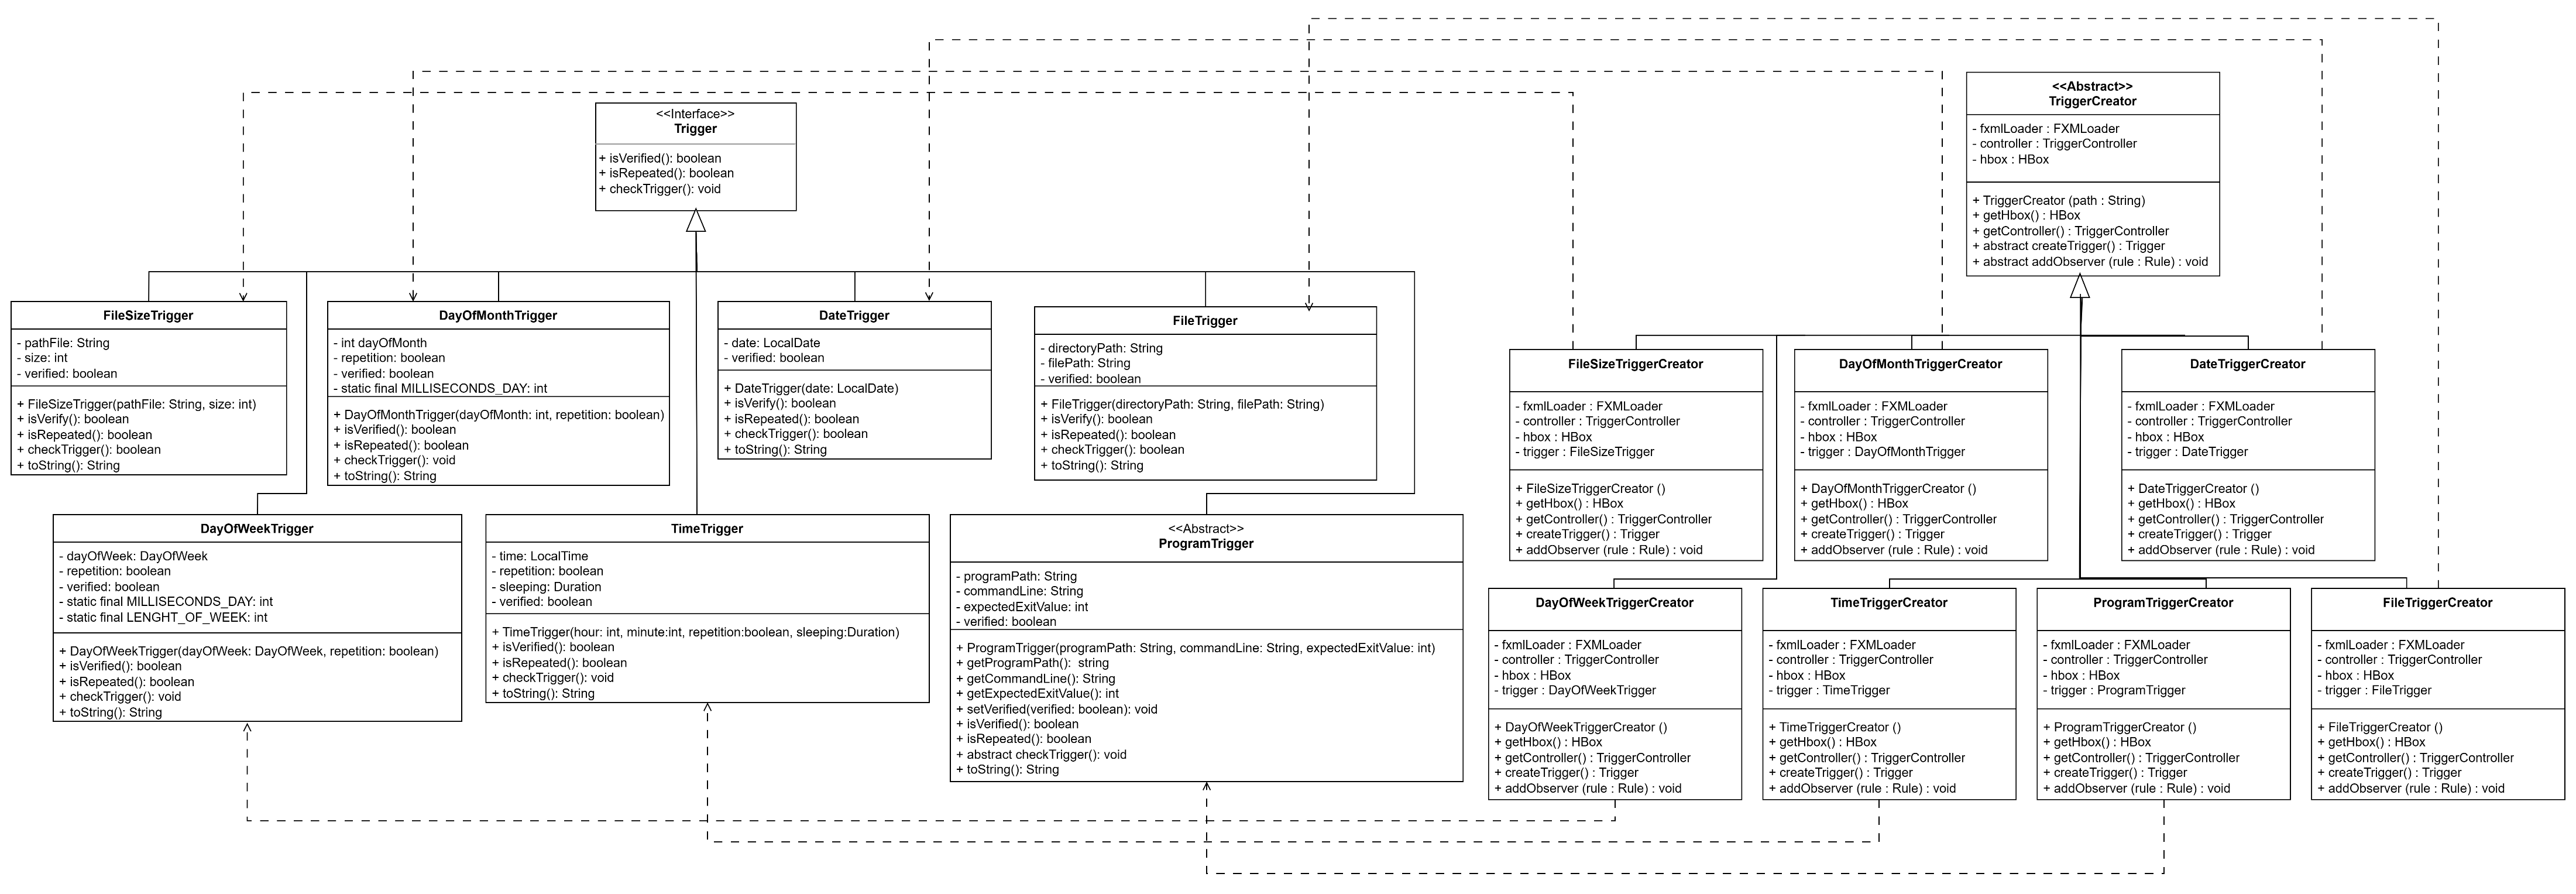 <<Interface>>
Trigger
+ isVerified(): boolean
+ isRepeated(): boolean
+ checkTrigger(): void
<<Abstract>>
TriggerCreator
- fxmlLoader : FXMLLoader
- controller : TriggerController
- hbox : HBox
+ TriggerCreator (path : String)
+ getHbox() : HBox
+ getController() : TriggerController
+ abstract createTrigger() : Trigger
+ abstract addObserver (rule : Rule) : void
FileSizeTrigger
- pathFile: String
- size: int
- verified: boolean
+ FileSizeTrigger(pathFile: String, size: int)
+ isVerify(): boolean
+ isRepeated(): boolean
+ checkTrigger(): boolean
+ toString(): String
DayOfMonthTrigger
- int dayOfMonth
- repetition: boolean
- verified: boolean
- static final MILLISECONDS_DAY: int
+ DayOfMonthTrigger(dayOfMonth: int, repetition: boolean)
+ isVerified(): boolean
+ isRepeated(): boolean
+ checkTrigger(): void
+ toString(): String
DateTrigger
- date: LocalDate
- verified: boolean
+ DateTrigger(date: LocalDate)
+ isVerify(): boolean
+ isRepeated(): boolean
+ checkTrigger(): boolean
+ toString(): String
FileTrigger
- directoryPath: String
- filePath: String
- verified: boolean
+ FileTrigger(directoryPath: String, filePath: String)
+ isVerify(): boolean
+ isRepeated(): boolean
+ checkTrigger(): boolean
+ toString(): String
FileSizeTriggerCreator
- fxmlLoader : FXMLLoader
- controller : TriggerController
- hbox : HBox
- trigger : FileSizeTrigger
+ FileSizeTriggerCreator ()
+ getHbox() : HBox
+ getController() : TriggerController
+ createTrigger() : Trigger
+ addObserver (rule : Rule) : void
DayOfMonthTriggerCreator
- fxmlLoader : FXMLLoader
- controller : TriggerController
- hbox : HBox
- trigger : DayOfMonthTrigger
+ DayOfMonthTriggerCreator ()
+ getHbox() : HBox
+ getController() : TriggerController
+ createTrigger() : Trigger
+ addObserver (rule : Rule) : void
DateTriggerCreator
- fxmlLoader : FXMLLoader
- controller : TriggerController
- hbox : HBox
- trigger : DateTrigger
+ DateTriggerCreator ()
+ getHbox() : HBox
+ getController() : TriggerController
+ createTrigger() : Trigger
+ addObserver (rule : Rule) : void
DayOfWeekTrigger
- dayOfWeek: DayOfWeek
- repetition: boolean
- verified: boolean
- static final MILLISECONDS_DAY: int
- static final LENGHT_OF_WEEK: int
+ DayOfWeekTrigger(dayOfWeek: DayOfWeek, repetition: boolean)
+ isVerified(): boolean
+ isRepeated(): boolean
+ checkTrigger(): void
+ toString(): String
TimeTrigger
- time: LocalTime
- repetition: boolean
- sleeping: Duration
- verified: boolean
+ TimeTrigger(hour: int, minute:int, repetition:boolean, sleeping:Duration)
+ isVerified(): boolean
+ isRepeated(): boolean
+ checkTrigger(): void
+ toString(): String
<<Abstract>>
ProgramTrigger
- programPath: String
- commandLine: String
- expectedExitValue: int
- verified: boolean
+ ProgramTrigger(programPath: String, commandLine: String, expectedExitValue: int)
+ getProgramPath():  string
+ getCommandLine(): String
+ getExpectedExitValue(): int
+ setVerified(verified: boolean): void
+ isVerified(): boolean
+ isRepeated(): boolean
+ abstract checkTrigger(): void
+ toString(): String
DayOfWeekTriggerCreator
- fxmlLoader : FXMLLoader
- controller : TriggerController
- hbox : HBox
- trigger : DayOfWeekTrigger
+ DayOfWeekTriggerCreator ()
+ getHbox() : HBox
+ getController() : TriggerController
+ createTrigger() : Trigger
+ addObserver (rule : Rule) : void
TimeTriggerCreator
- fxmlLoader : FXMLLoader
- controller : TriggerController
- hbox : HBox
- trigger : TimeTrigger
+ TimeTriggerCreator ()
+ getHbox() : HBox
+ getController() : TriggerController
+ createTrigger() : Trigger
+ addObserver (rule : Rule) : void
ProgramTriggerCreator
- fxmlLoader : FXMLLoader
- controller : TriggerController
- hbox : HBox
- trigger : ProgramTrigger
+ ProgramTriggerCreator ()
+ getHbox() : HBox
+ getController() : TriggerController
+ createTrigger() : Trigger
+ addObserver (rule : Rule) : void
FileTriggerCreator
- fxmlLoader : FXMLLoader
- controller : TriggerController
- hbox : HBox
- trigger : FileTrigger
+ FileTriggerCreator ()
+ getHbox() : HBox
+ getController() : TriggerController
+ createTrigger() : Trigger
+ addObserver (rule : Rule) : void